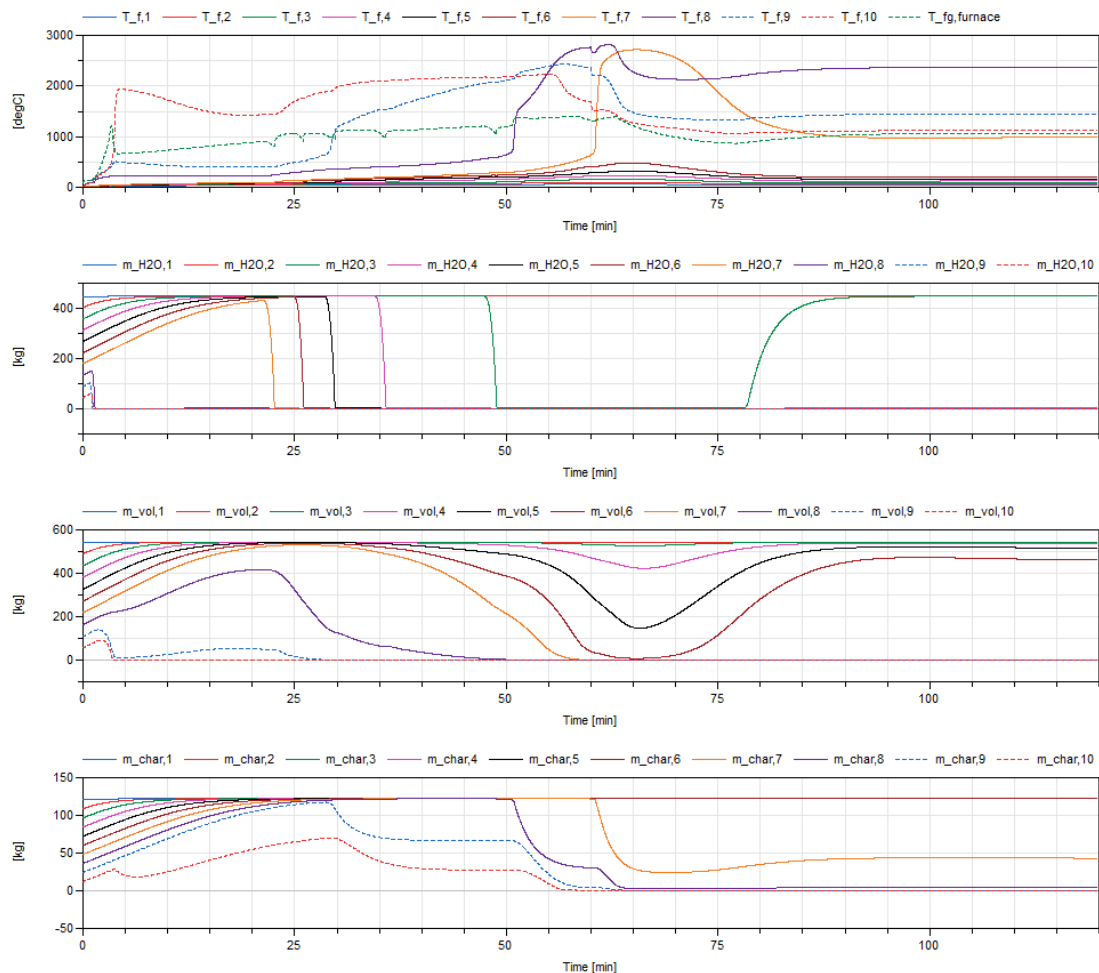 T_f,1 T_f,2 T_f,3 T_f,4 T_f,5 T_f,6 T_f,7 T_f,8 T_f,9 T_f,10 T_fg,furnace
3000
2000
1000
0
[degC]
0 25 50 75 100
Time [min]
m_H2O,1 m_H2O,2 m_H2O,3 m_H2O,4 m_H2O,5 m_H2O,6 m_H2O,7 m_H2O,8 m_H2O,9 m_H2O,10
400
200
0
[kg]
0 25 50 75 100
Time [min]
m_vol,1 m_vol,2 m_vol,3 m_vol,4 m_vol,5 m_vol,6 m_vol,7 m_vol,8 m_vol,9 m_vol,10
600
400
200
0
[kg]
0 25 50 75 100
Time [min]
m_char,1 m_char,2 m_char,3 m_char,4 m_char,5 m_char,6 m_char,7 m_char,8 m_char,9 m_char,10
150
100
50
0
-50
[kg]
0 25 50 75 100
Time [min]